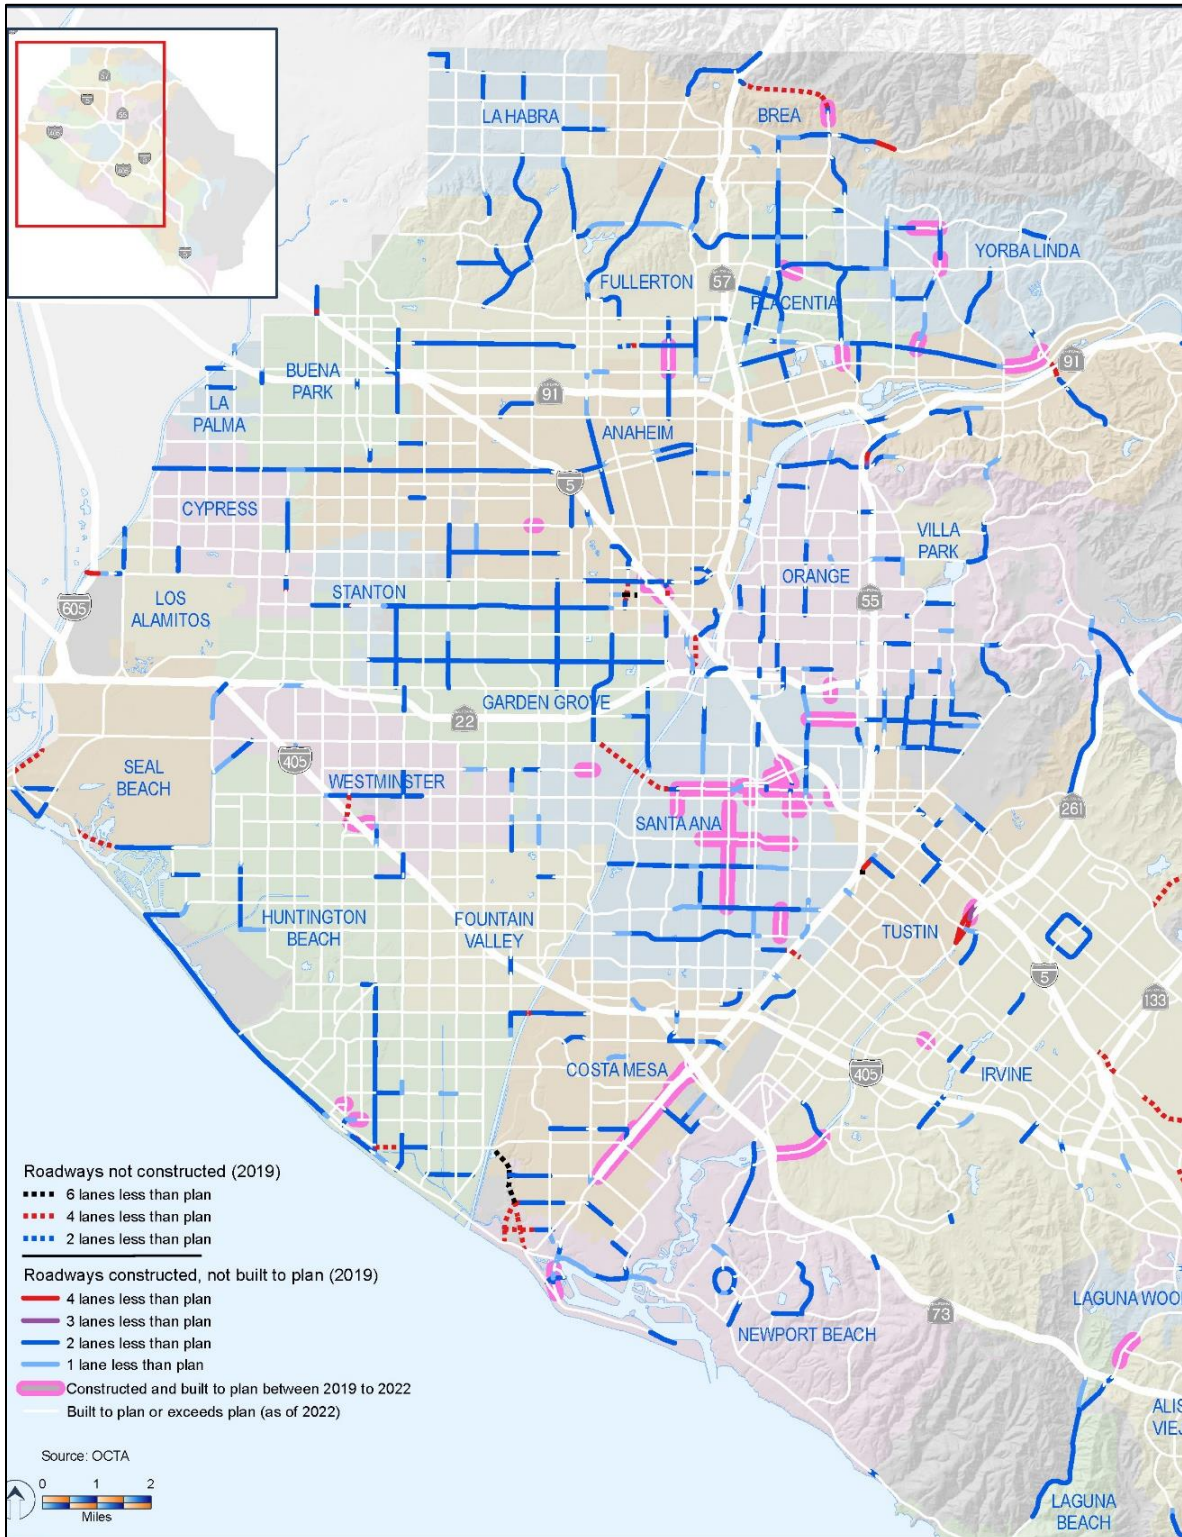 57
55
LA HABRA
BREA
YORBA LINDA
FULLERTON
57
PLACENTIA
BUENA
PARK
91
LA
PALMA
91
ANAHEIM
5
CYPRESS
VILLA
PARK
STANTON
ORANGE
605
LOS
ALAMITOS
55
GARDEN GROVE
22
SEAL
BEACH
405
WESTMINSTER
261
SANTA ANA
HUNTINGTON
BEACH
FOUNTAIN
VALLEY
TUSTIN
5
133
COSTA MESA
405
IRVINE
Roadways not constructed (2019)
6 lanes less than plan
4 lanes less than plan
2 lanes less than plan
Roadways constructed, not built to plan (2019)
4 lanes less than plan
3 lanes less than plan
2 lanes less than plan
1 lane less than plan
Constructed and built to plan between 2019 to 2022
Built to plan or exceeds plan (as of 2022)
NEWPORT BEACH
73
LAGUNA WOO
ALIS
VIEJ
LAGUNA
BEACH
Source: OCTA
0 1 2
Miles